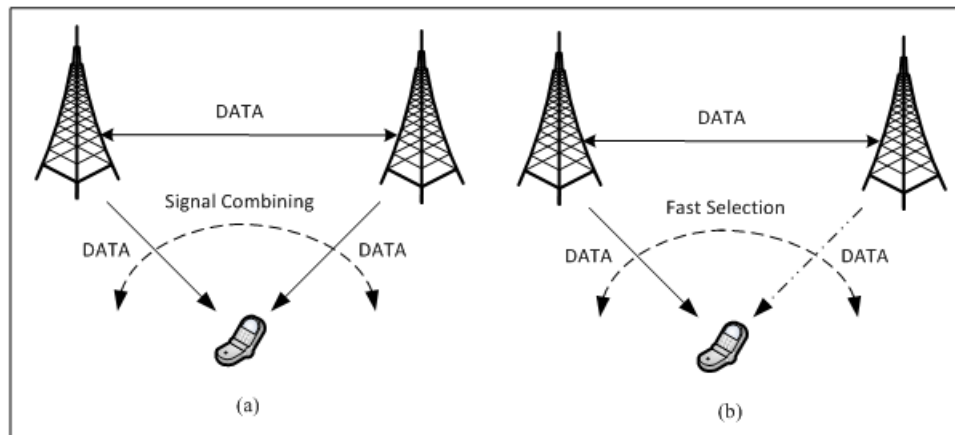 DATA
Signal Combining
DATA
DATA
(a)
DATA
Fast Selection
DATA
DATA
(b)